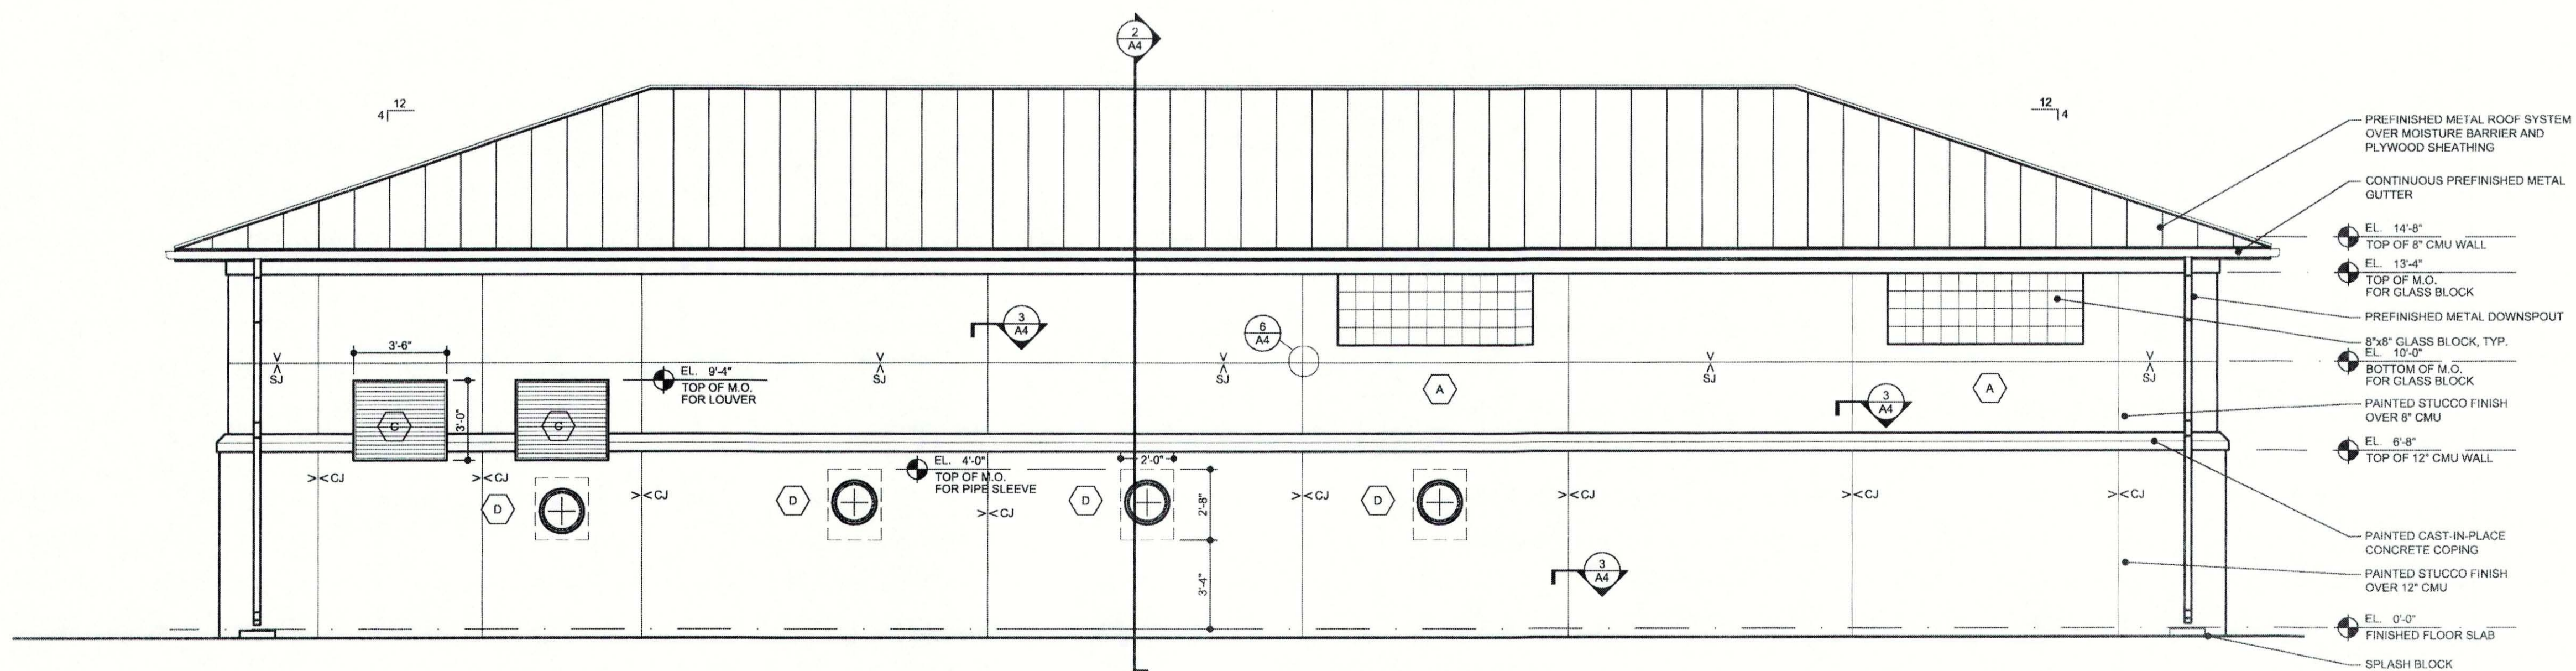 2
A4
12
4
12
4
PREFINISHED METAL ROOF SYSTEM
OVER MOISTURE BARRIER AND
PLYWOOD SHEATHING
CONTINUOUS PREFINISHED METAL
GUTTER
EL. 14'-8"
TOP OF 8" CMU WALL
EL. 13'-4"
TOP OF M.O.
FOR GLASS BLOCK
PREFINISHED METAL DOWNSPOUT
8"x8" GLASS BLOCK, TYP.
EL. 10'-0"
BOTTOM OF M.O.
FOR GLASS BLOCK
PAINTED STUCCO FINISH
OVER 8" CMU
EL. 6'-8"
TOP OF 12" CMU WALL
PAINTED CAST-IN-PLACE
CONCRETE COPING
PAINTED STUCCO FINISH
OVER 12" CMU
EL. 0'-0"
FINISHED FLOOR SLAB
SPLASH BLOCK
3
A4
6
A4
3'-6"
SJ
SJ
SJ
SJ
SJ
EL. 9'-4"
TOP OF M.O.
FOR LOUVER
3'-0"
C
C
A
A
3
A4
EL. 4'-0"
TOP OF M.O.
FOR PIPE SLEEVE
2'-0"
CJ
CJ
CJ
CJ
CJ
CJ
CJ
CJ
D
D
D
D
2'-8"
3'-4"
3
A4